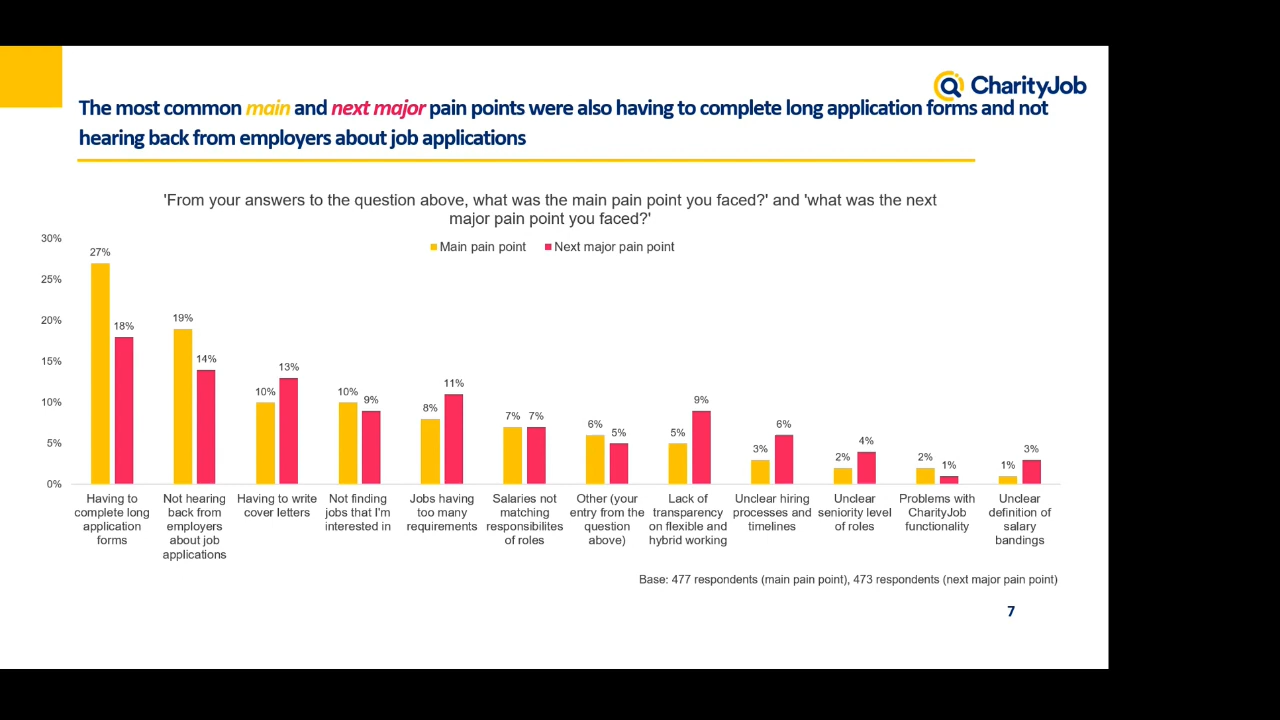 CharityJob
The most common main and next major pain points were also having to complete long application forms and not
hearing back from employers about job applications
'From your answers to the question above, what was the main pain point you faced?' and 'what was the next
major pain point you faced?'
Main pain point Next major pain point
30%
25%
20%
15%
10%
5%
0%
27%
18%
19%
14%
10%
13%
10%
9%
8%
11%
7%
7%
6%
5%
5%
9%
3%
6%
2%
4%
2%
1%
1%
3%
Having to
complete long
application
forms
Not hearing
back from
employers
about job
applications
Having to write
cover letters
Not finding
jobs that I'm
interested in
Jobs having
too many
requirements
Salaries not
matching
responsibilites
of roles
Other (your
entry from the
question
above)
Lack of
transparency
on flexible and
hybrid working
Unclear hiring
processes and
timelines
Unclear
seniority level
of roles
Problems with
CharityJob
functionality
Unclear
definition of
salary
bandings
Base: 477 respondents (main pain point), 473 respondents (next major pain point)
7